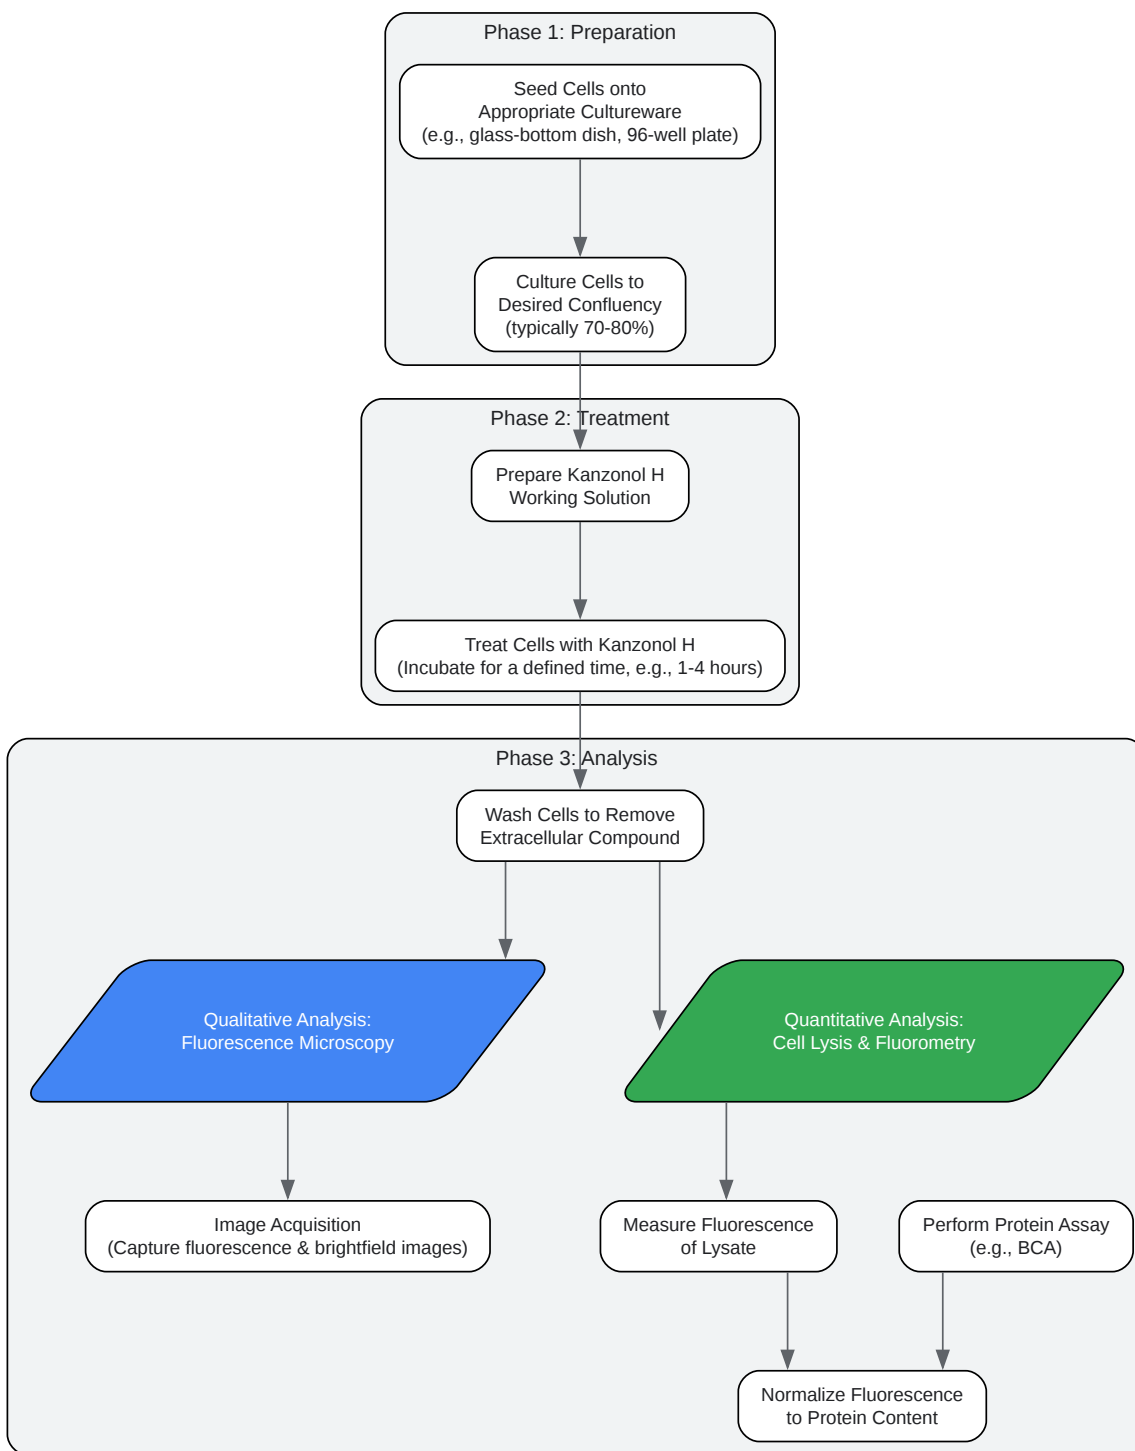 Phase 1: Preparation
Seed Cells onto
Appropriate Cultureware
(e.g., glass-bottom dish, 96-well plate)
Culture Cells to
Desired Confluency
(typically 70-80%)
Phase 2: Treatment
Prepare Kanzonol H
Working Solution
Treat Cells with Kanzonol H
(Incubate for a defined time, e.g., 1-4 hours)
Phase 3: Analysis
Wash Cells to Remove
Extracellular Compound
Qualitative Analysis:
Fluorescence Microscopy
Quantitative Analysis:
Cell Lysis & Fluorometry
Image Acquisition
(Capture fluorescence & brightfield images)
Measure Fluorescence
of Lysate
Perform Protein Assay
(e.g., BCA)
Normalize Fluorescence
to Protein Content